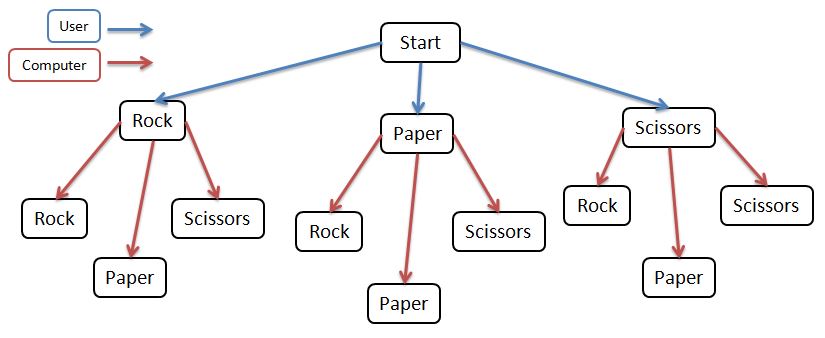 User
Computer
Start
Rock
Paper
Scissors
Rock
Paper
Scissors
Rock
Paper
Scissors
Rock
Paper
Scissors